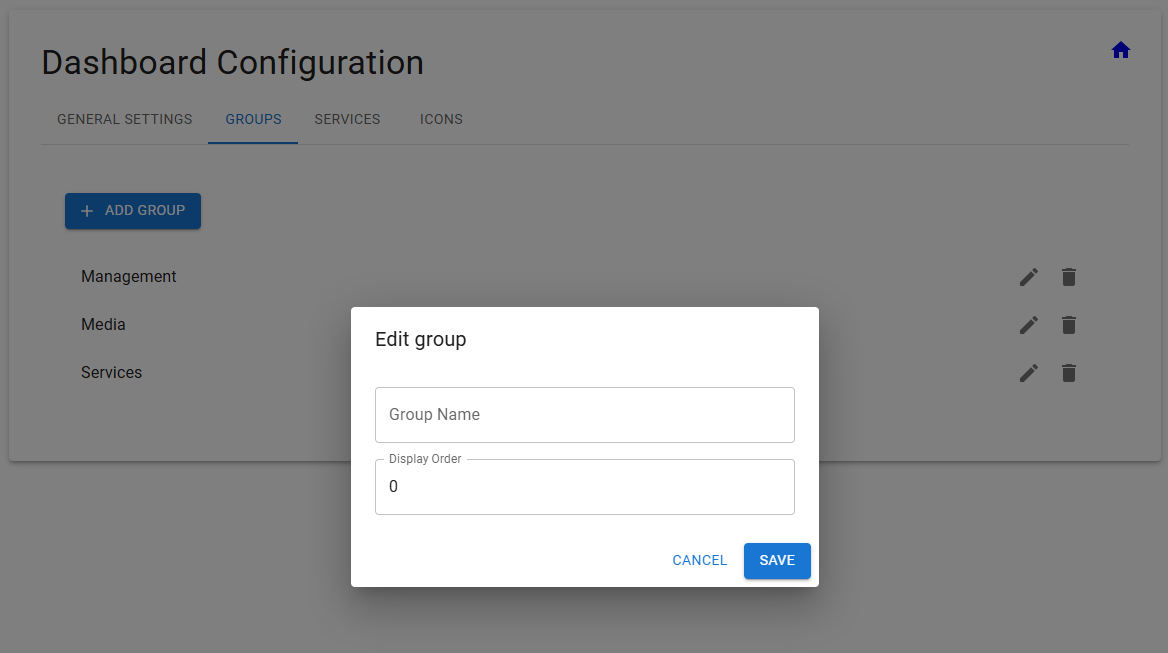 Dashboard Configuration
GENERAL SETTINGS GROUPS SERVICES ICONS
ADD GROUP
Management
Media
Services
Edit group
Group Name
Display Order
0
CANCEL SAVE